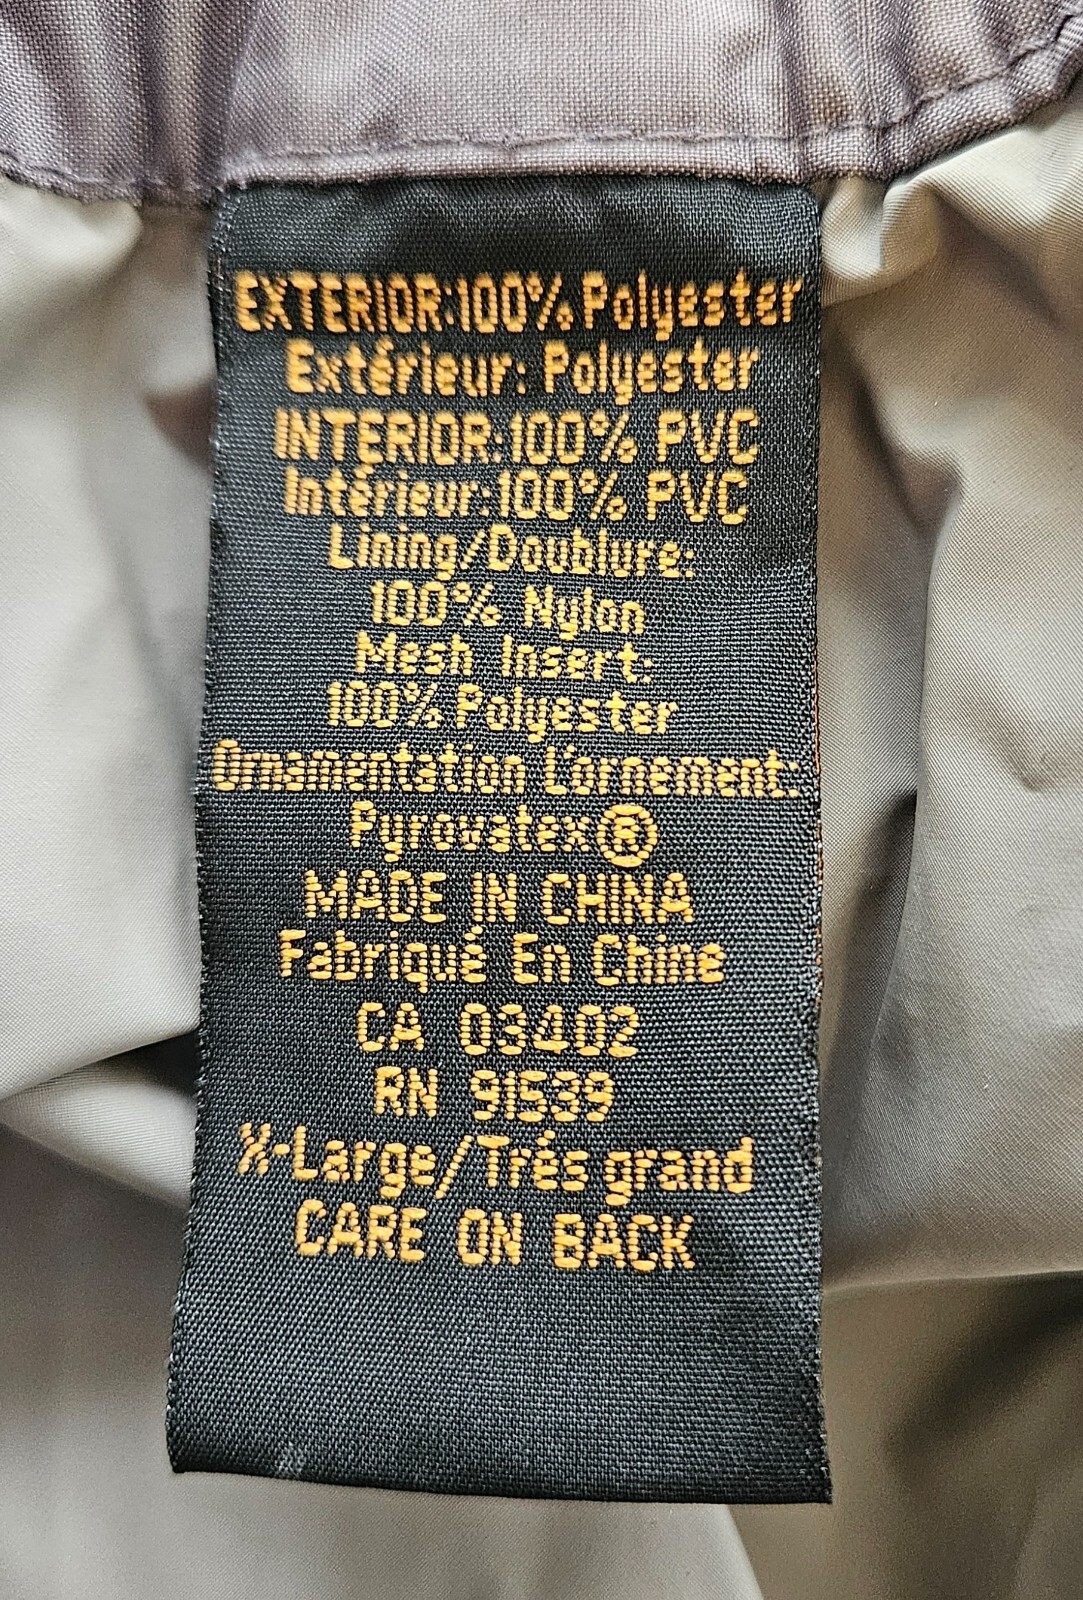 EXTERIOR:100% Polyester
Extérieur: Polyester
INTERIOR:100% PVC
Intérieur:100% PVC
Lining/Doublure:
100% Nylon
Mesh Insert:
100% Polyester
Ornamentation L'ornement:
Pyrovatex®
MADE IN CHINA
Fabriqué En Chine
CA 03402
RN 91539
X-Large/Trés grand
CARE ON BACK